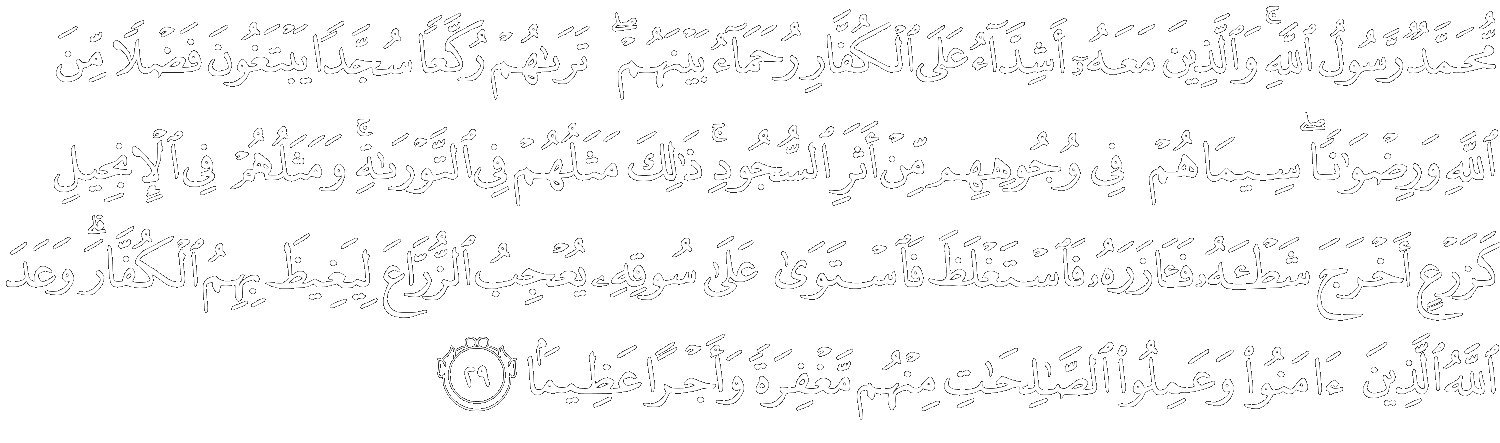 مُّحَمَّدٌ رَّسُولُ ٱللَّهِۚ وَٱلَّذِينَ مَعَهُۥٓ أَشِدَّآءُ عَلَى ٱلْكُفَّارِ رُحَمَآءُ بَيْنَهُمْۖ تَرَىٰهُمْ رُكَّعًا سُجَّدًا يَبْتَغُونَ فَضْلًا مِّنَ
ٱللَّهِ وَرِضْوَٰنًاۖ سِيمَاهُمْ فِى وُجُوهِهِم مِّنْ أَثَرِ ٱلسُّجُودِۚ ذَٰلِكَ مَثَلُهُمْ فِى ٱلتَّوْرَىٰةِۚ وَمَثَلُهُمْ فِى ٱلْإِنجِيلِ
كَزَرْعٍ أَخْرَجَ شَطْـَٔهُۥ فَـَٔازَرَهُۥ فَٱسْتَغْلَظَ فَٱسْتَوَىٰ عَلَىٰ سُوقِهِۦ يُعْجِبُ ٱلزُّرَّاعَ لِيَغِيظَ بِهِمُ ٱلْكُفَّارَۗ وَعَدَ
ٱللَّهُ ٱلَّذِينَ ءَامَنُوا۟ وَعَمِلُوا۟ ٱلصَّٰلِحَٰتِ مِنْهُم مَّغْفِرَةً وَأَجْرًا عَظِيمًۢا ٢٩